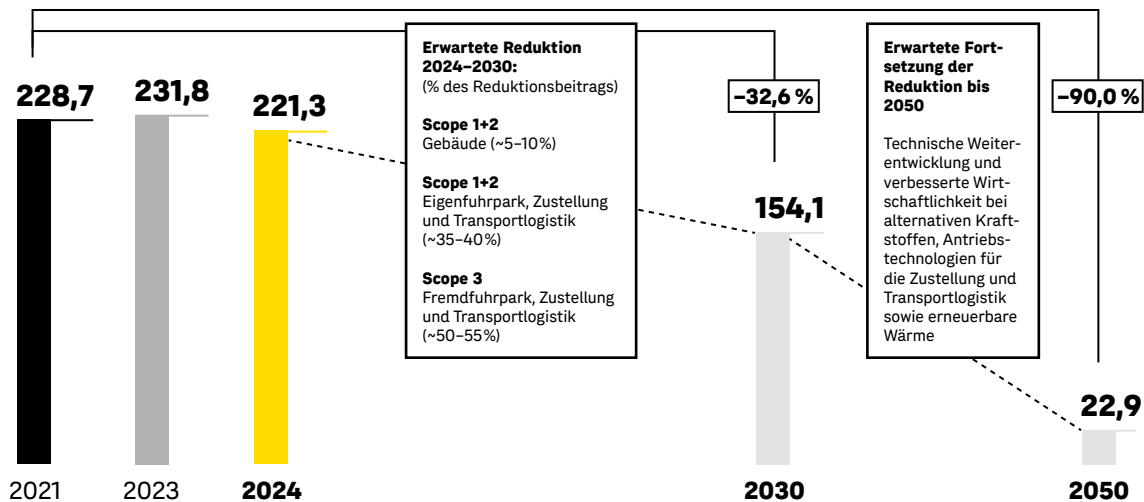 228,7
231,8
221,3
Erwartete Reduktion
2024–2030:
(% des Reduktionsbeitrags)
Scope 1+2
Gebäude (~5–10%)
Scope 1+2
Eigenfuhrpark, Zustellung
und Transportlogistik
(~35–40%)
Scope 3
Fremdfuhrpark, Zustellung
und Transportlogistik
(~50–55%)
–32,6 %
154,1
Erwartete Fort-
setzung der
Reduktion bis
2050
Technische Weiter-
entwicklung und
verbesserte Wirt-
schaftlichkeit bei
alternativen Kraft-
stoffen, Antriebs-
technologien für
die Zustellung und
Transportlogistik
sowie erneuerbare
Wärme
–90,0 %
22,9
2021
2023
2024
2030
2050